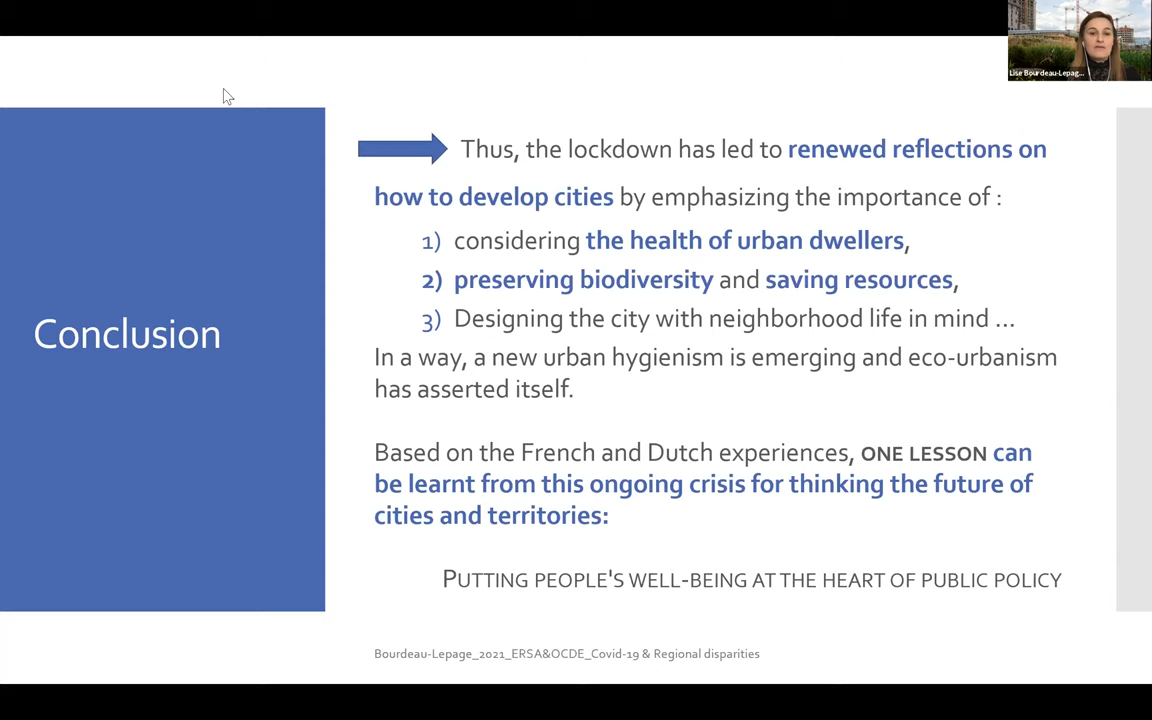 Lise Bourdeau-Lepag...
Thus, the lockdown has led to renewed reflections on
how to develop cities by emphasizing the importance of :
1) considering the health of urban dwellers,
2) preserving biodiversity and saving resources,
3) Designing the city with neighborhood life in mind ...
Conclusion
In a way, a new urban hygienism is emerging and eco-urbanism
has asserted itself.
Based on the French and Dutch experiences, ONE LESSON can
be learnt from this ongoing crisis for thinking the future of
cities and territories:
PUTTING PEOPLE'S WELL-BEING AT THE HEART OF PUBLIC POLICY
Bourdeau-Lepage_2021_ERSA&OCDE_Covid-19 & Regional disparities